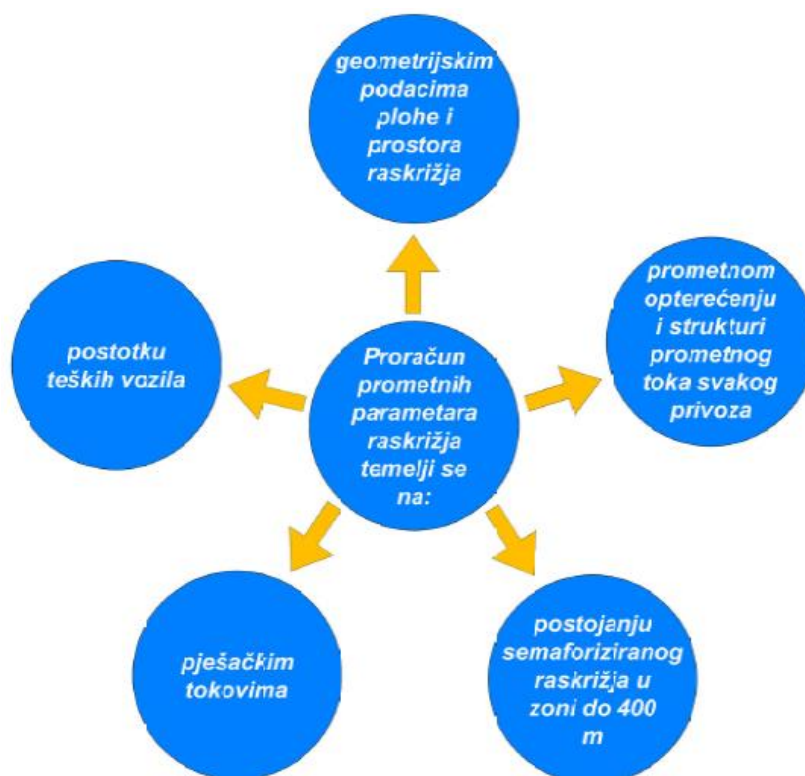 geometrijskim
podacima
plohe i
prostora
raskrižja
prometnom
opterećenju
i strukturi
prometnog
toka svakog
privoza
postotku
teških vozila
Proračun
prometnih
parametara
raskrižja
temelji se
na:
pješačkim
tokovima
postojanju
semaforiziranog
raskrižja u
zoni do 400
m